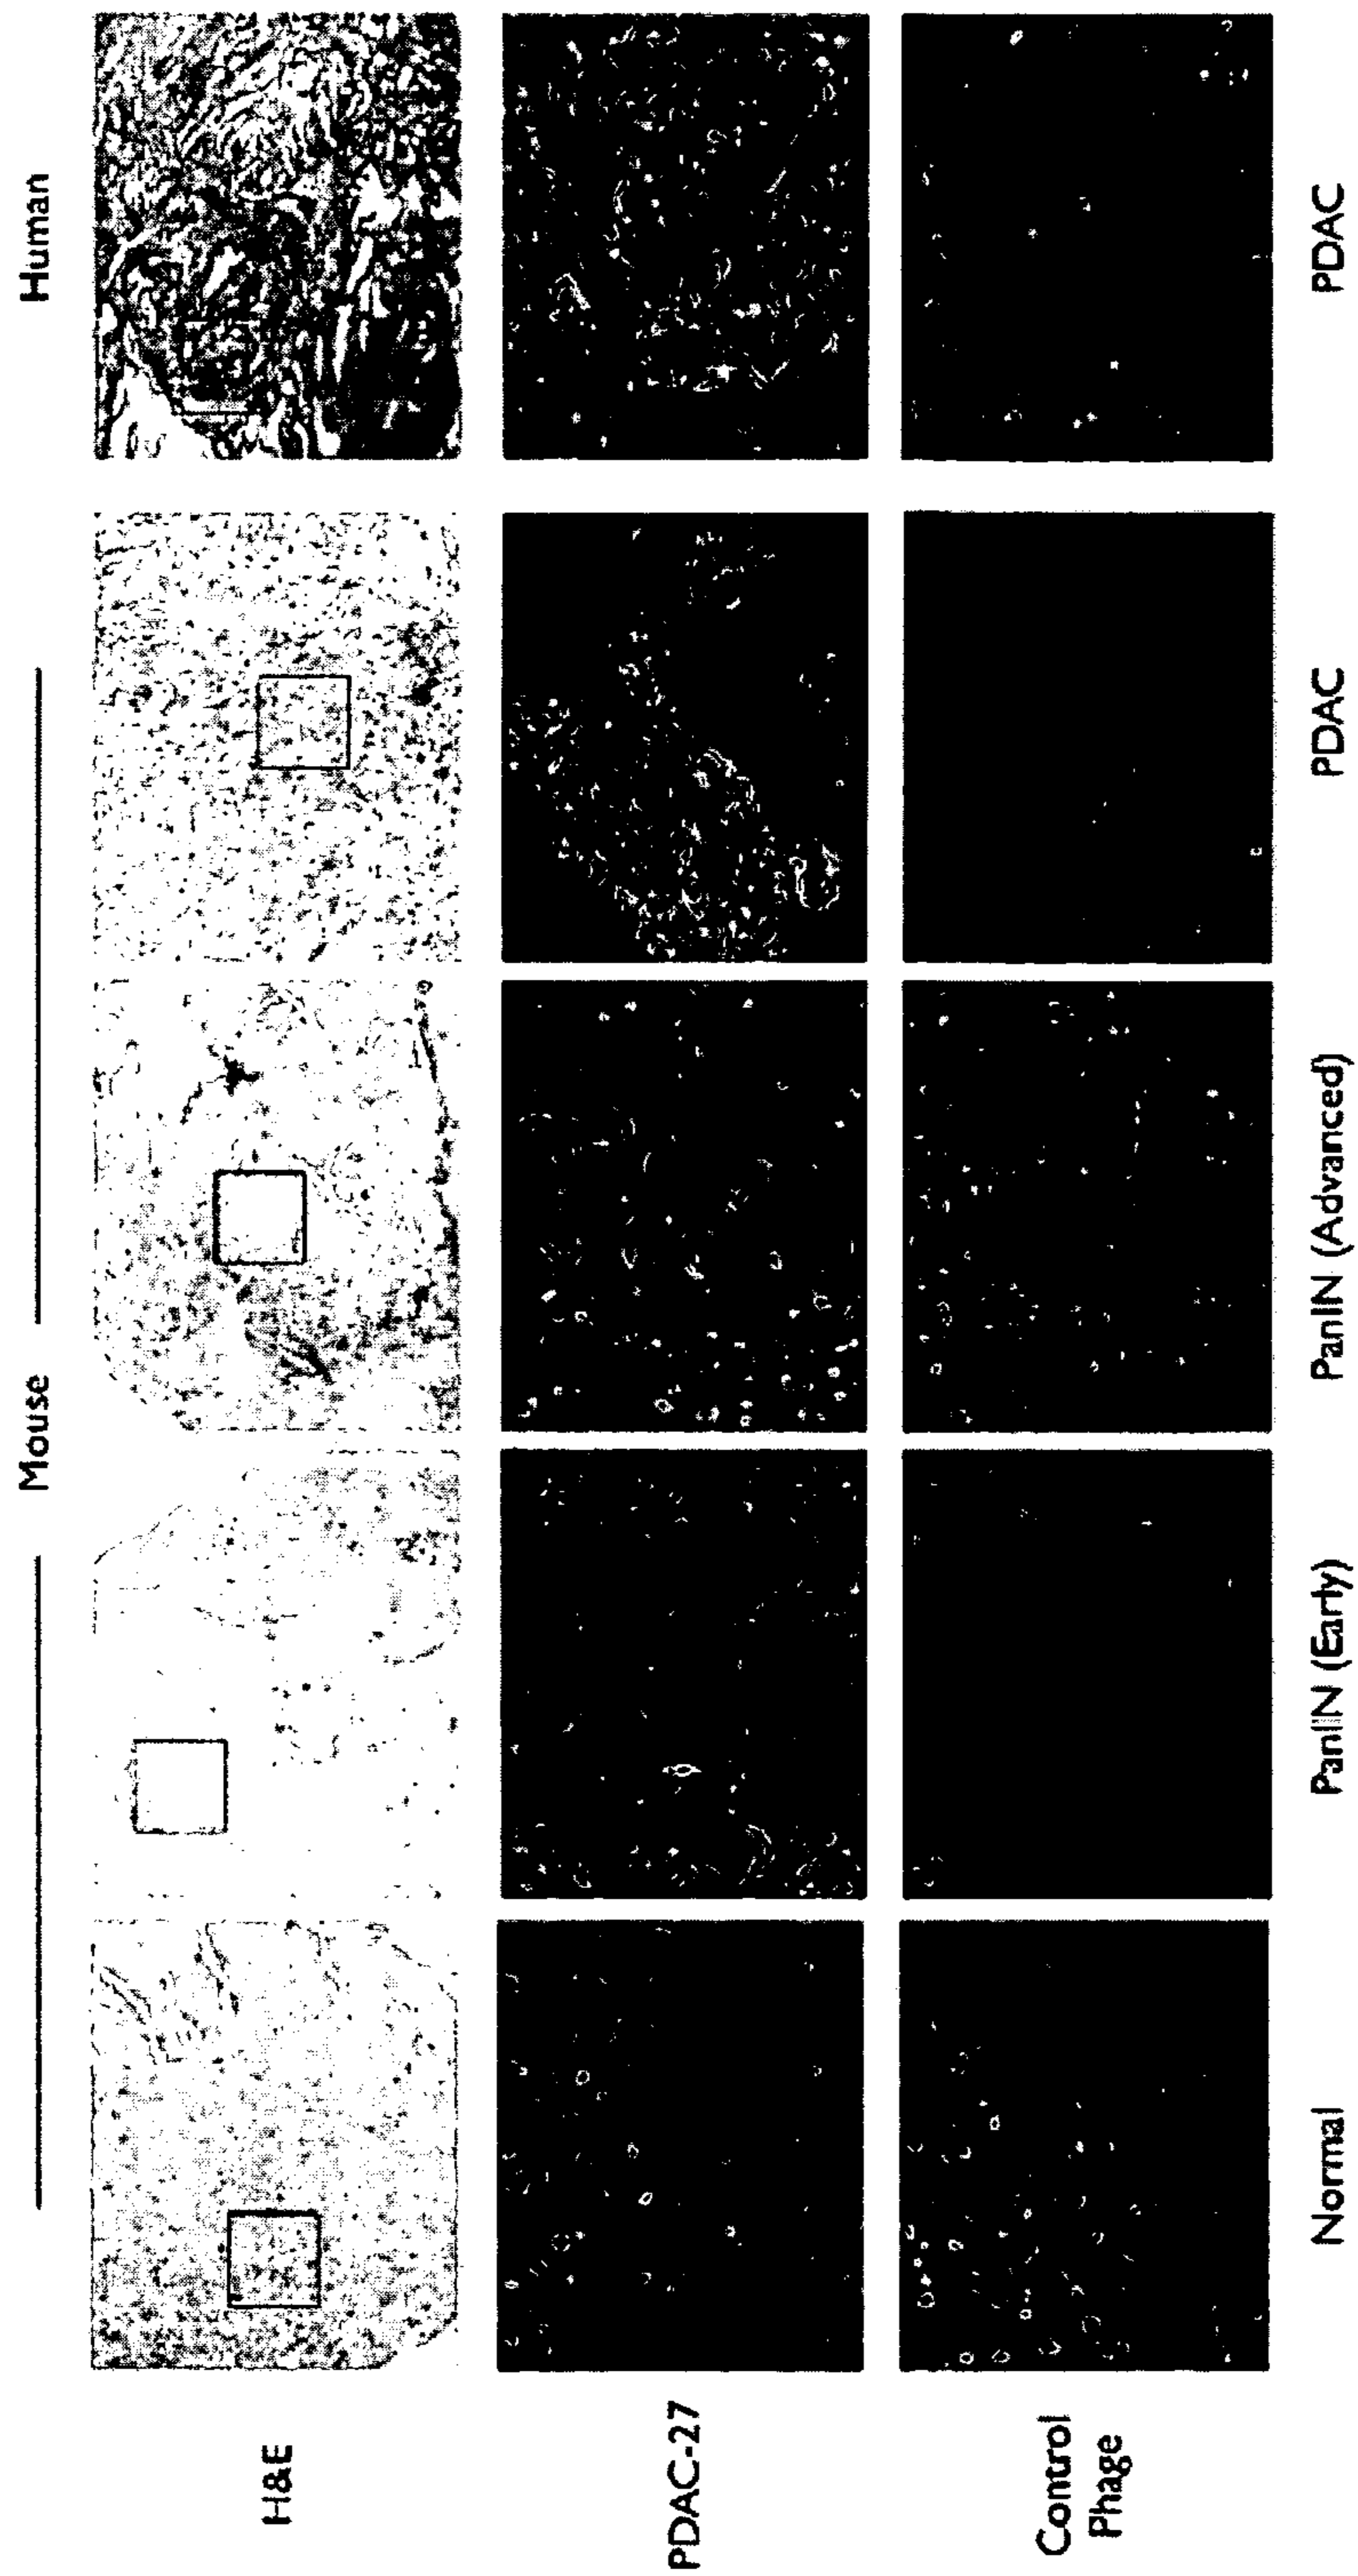 Mouse
Human
H&E
PDAC-27
Control
Phage
Normal
PanIN (Early)
PanIN (Advanced)
PDAC
PDAC